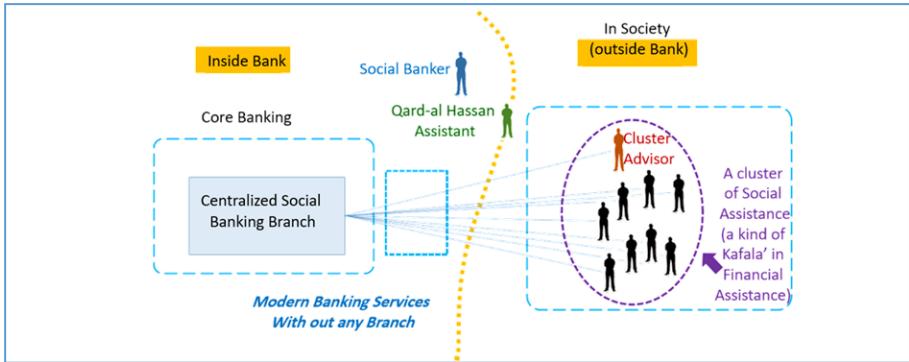 Inside Bank
In Society
(outside Bank)
Social Banker
Qard-al Hassan
Assistant
Core Banking
Centralized Social
Banking Branch
Cluster
Advisor
A cluster
of Social
Assistance
(a kind of
Kafala’ in
Financial
Assistance)
Modern Banking Services
With out any Branch